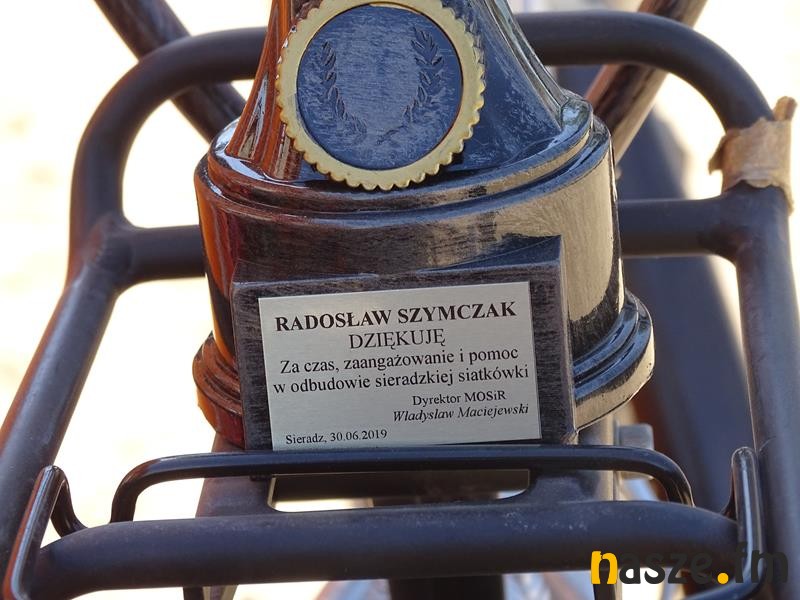 RADOSŁAW SZYMCZAK
DZIĘKUJĘ
Za czas, zaangażowanie i pomoc
w odbudowie sieradzkiej siatkówki
Dyrektor MOSiR
Władysław Maciejewski
Sieradz, 30.06.2019
nasze.fm